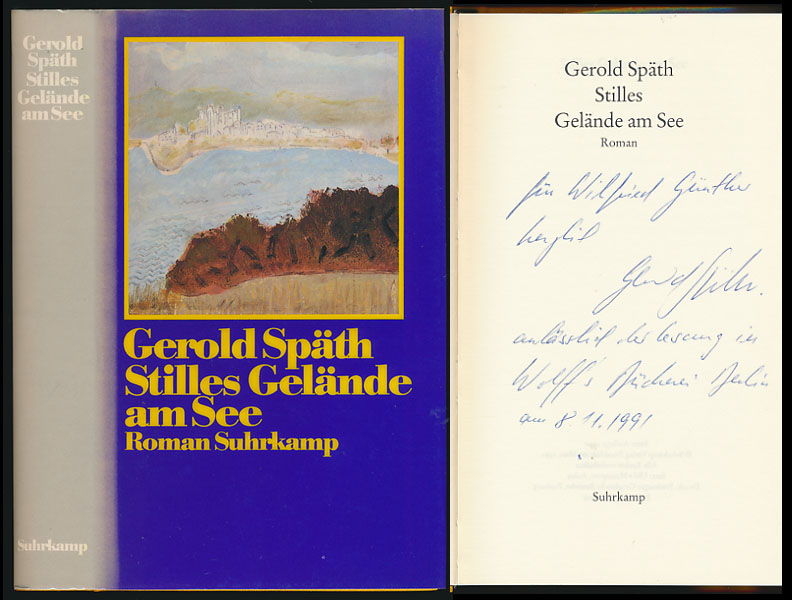 Gerold
Späth
Stilles
Gelände
am See
Suhrkamp
Gerold Späth
Stilles Gelände
am See
Roman Suhrkamp
Gerold Späth
Stilles
Gelände am See
Roman
für Wilfried Günther
herzlich
Gerold Späth.
anlässlich der Lesung in
Wolff's Bücherei Berlin
am 8.11.1991
Suhrkamp